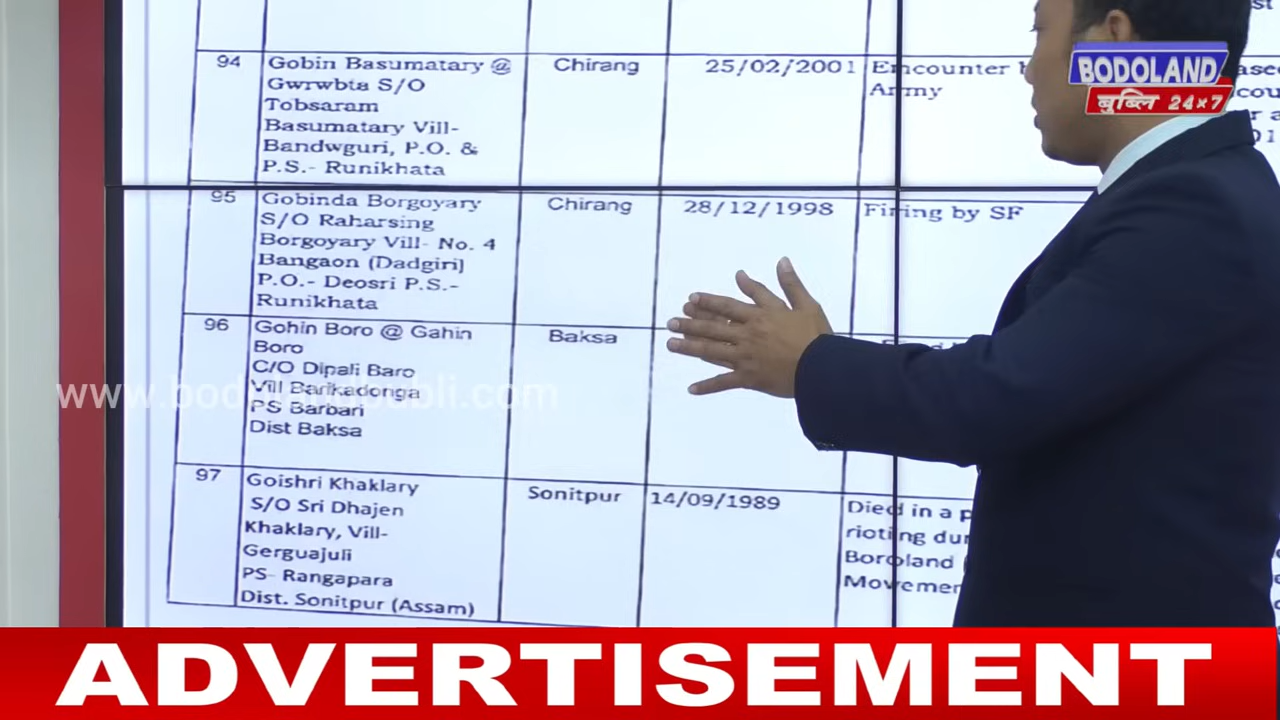 94
Gobin Basumatary @
Gwrwbta S/O
Tobsaram
Basumatary Vill-
Bandwguri, P.O. &
P.S.- Runikhata
Chirang
25/02/2001
Encounter
Army
BODOLAND
बुब्लि 24×7
95
Gobinda Borgoyary
S/O Raharsing
Borgoyary Vill- No. 4
Bangaon (Dadgiri)
P.O.- Deosri P.S.-
Runikhata
Chirang
28/12/1998
Firing by SF
96
Gohin Boro @ Gahin
Boro
C/O Dipali Baro
Vill Barikadonga
PS Barbari
Dist Baksa
Baksa
www.bodolandbubli.com
97
Goishri Khaklary
S/O Sri Dhajen
Khaklary, Vill-
Gerguajuli
PS- Rangapara
Dist. Sonitpur (Assam)
Sonitpur
14/09/1989
Died in a
rioting
Boroland
ADVERTISEMENT